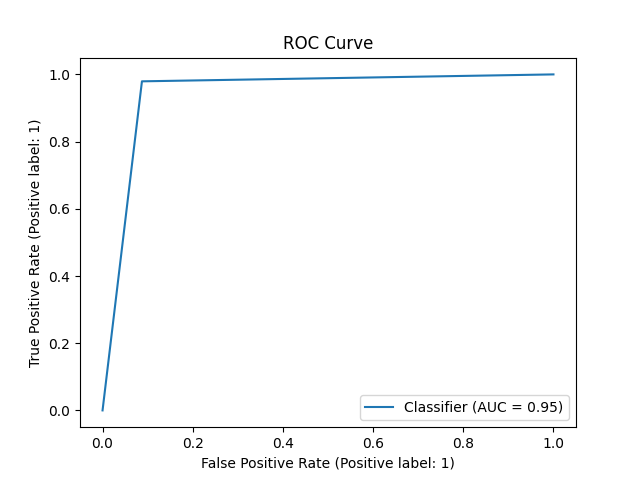 ROC Curve
True Positive Rate (Positive label: 1)
1.0
0.8
0.6
0.4
0.2
0.0
Classifier (AUC = 0.95)
0.0 0.2 0.4 0.6 0.8 1.0
False Positive Rate (Positive label: 1)